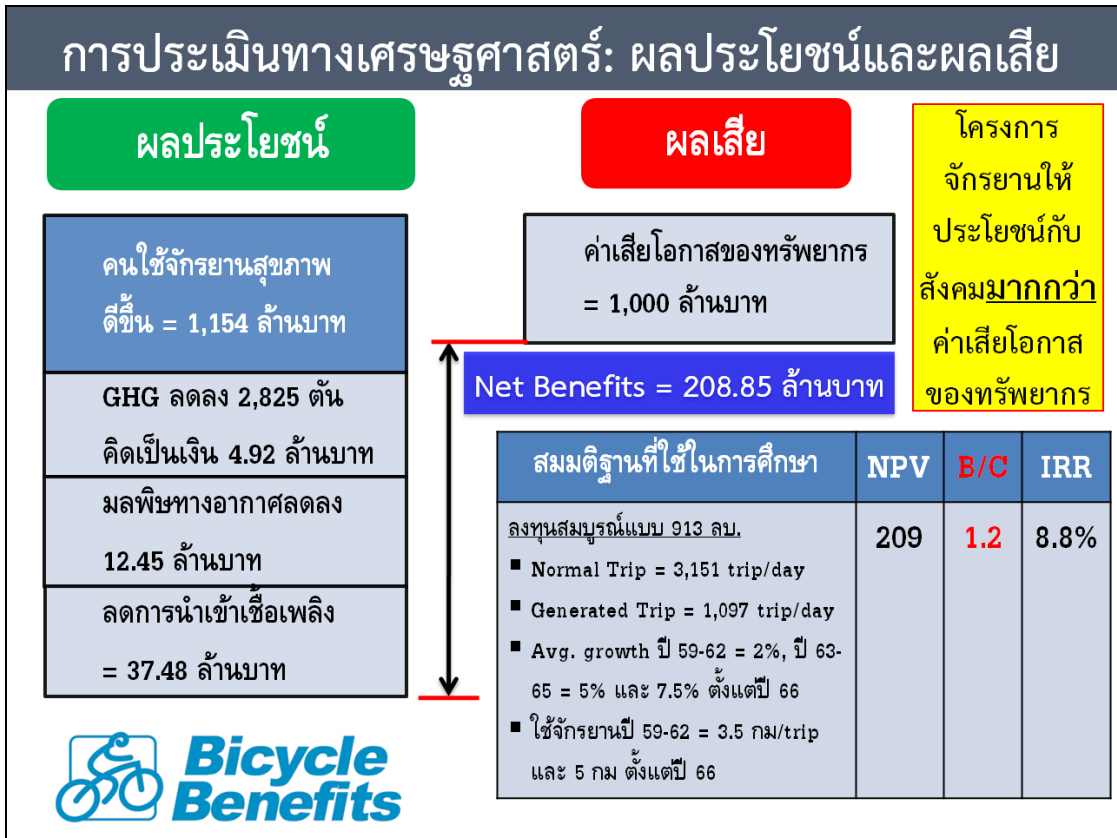 การประเมินทางเศรษฐศาสตร์: ผลประโยชน์และผลเสีย
ผลประโยชน์
คนใช้จักรยานสุขภาพ
ดีขึ้น = 1,154 ล้านบาท
GHG ลดลง 2,825 ตัน
คิดเป็นเงิน 4.92 ล้านบาท
มลพิษทางอากาศลดลง
12.45 ล้านบาท
ลดการนำเข้าเชื้อเพลิง
= 37.48 ล้านบาท
Bicycle
Benefits
ผลเสีย
ค่าเสียโอกาสของทรัพยากร
= 1,000 ล้านบาท
Net Benefits = 208.85 ล้านบาท
โครงการ
จักรยานให้
ประโยชน์กับ
สังคมมากกว่า
ค่าเสียโอกาส
ของทรัพยากร
สมมติฐานที่ใช้ในการศึกษา NPV B/C IRR
ลงทุนสมบูรณ์แบบ 913 ลบ. 209 1.2 8.8%
▪ Normal Trip = 3,151 trip/day
▪ Generated Trip = 1,097 trip/day
▪ Avg. growth ปี 59-62 = 2%, ปี 63-
65 = 5% และ 7.5% ตั้งแต่ปี 66
▪ ใช้จักรยานปี 59-62 = 3.5 กม/trip
และ 5 กม ตั้งแต่ปี 66